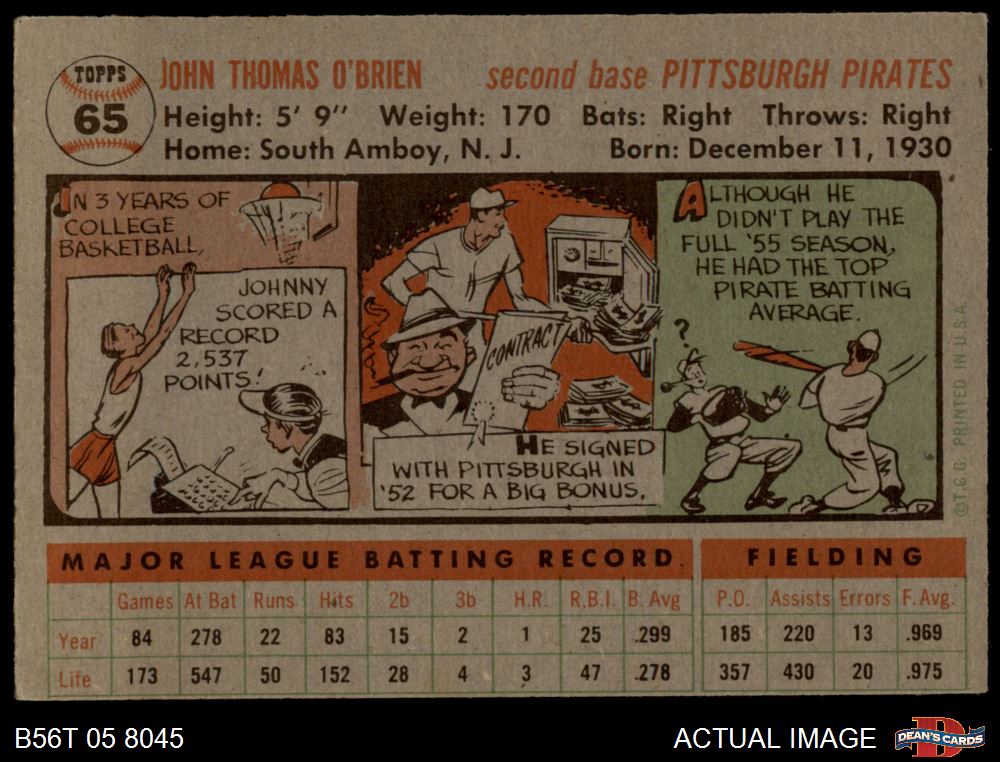 TOPPS
65
JOHN THOMAS O'BRIEN second base PITTSBURGH PIRATES
Height: 5' 9" Weight: 170 Bats: Right Throws: Right
Home: South Amboy, N. J. Born: December 11, 1930
IN 3 YEARS OF
COLLEGE
BASKETBALL,
JOHNNY
SCORED A
RECORD
2,537
POINTS!
CONTRACT
HE SIGNED
WITH PITTSBURGH IN
'52 FOR A BIG BONUS.
ALTHOUGH HE
DIDN'T PLAY THE
FULL '55 SEASON,
HE HAD THE TOP
PIRATE BATTING
AVERAGE.
?
©T.C.G. PRINTED IN U.S.A.
MAJOR LEAGUE BATTING RECORD FIELDING
Games At Bat Runs Hits 2b 3b H.R. R.B.I. B. Avg P.O. Assists Errors F. Avg.
Year 84 278 22 83 15 2 1 25 .299 185 220 13 .969
Life 173 547 50 152 28 4 3 47 .278 357 430 20 .975
B56T 05 8045 ACTUAL IMAGE DEAN'S CARDS